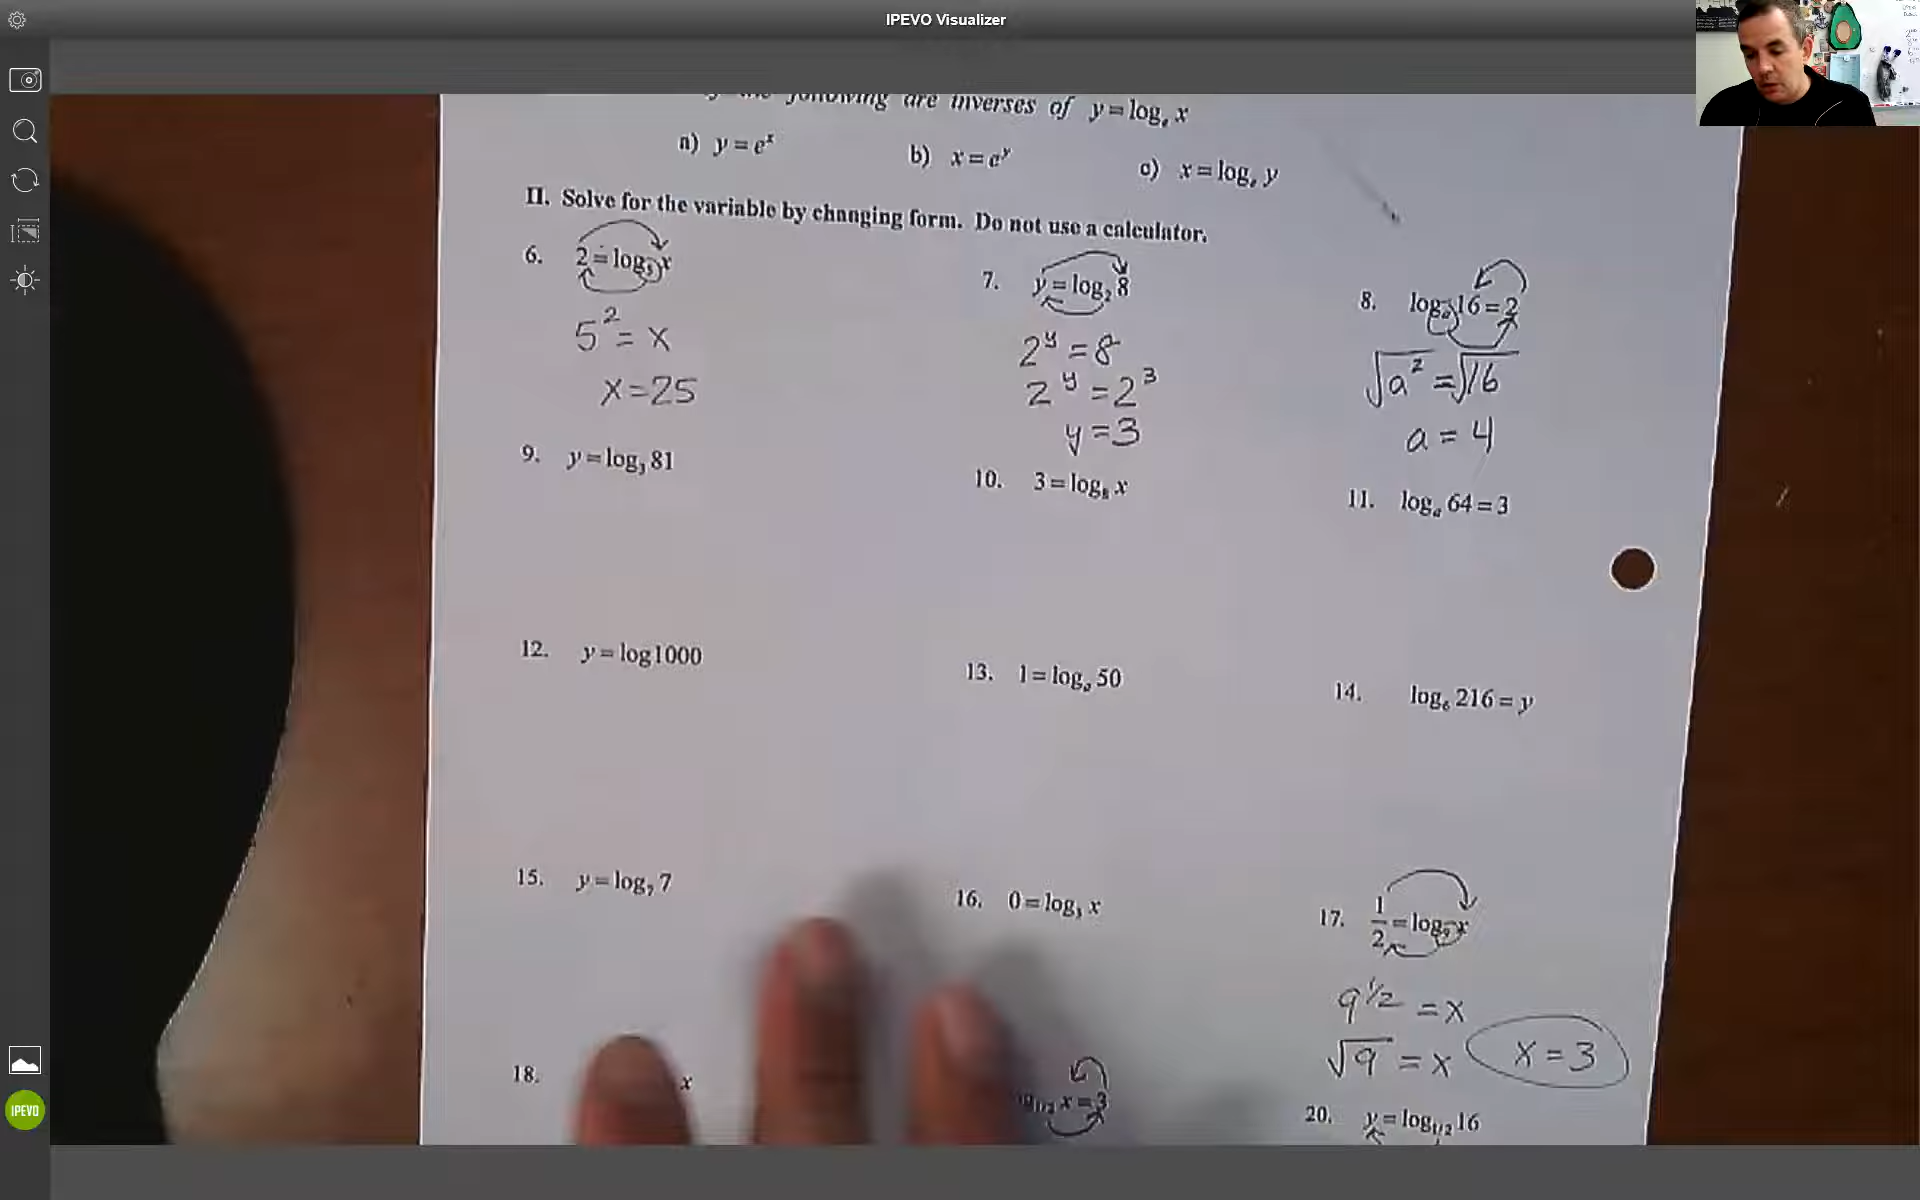 IPEVO Visualizer
following are inverses of y = logₑ x
a) y = eˣ b) x = eʸ c) x = logₑ y
II. Solve for the variable by changing form. Do not use a calculator.
6. 2 = log₅ x 7. y = log₂ 8 8. logₐ 16 = 2
5² = x 2ʸ = 8 √a² = √16
x = 25 2ʸ = 2³ a = 4
y = 3
9. y = log₃ 81 10. 3 = log₈ x 11. logₐ 64 = 3
12. y = log 1000 13. 1 = logₐ 50 14. log₆ 216 = y
15. y = log₇ 7 16. 0 = log₃ x 17. 1/2 = log₉ x
9^1/2 = x
√9 = x x = 3
18. x x = 3 20. y = log₁/₂ 16
IPEVO